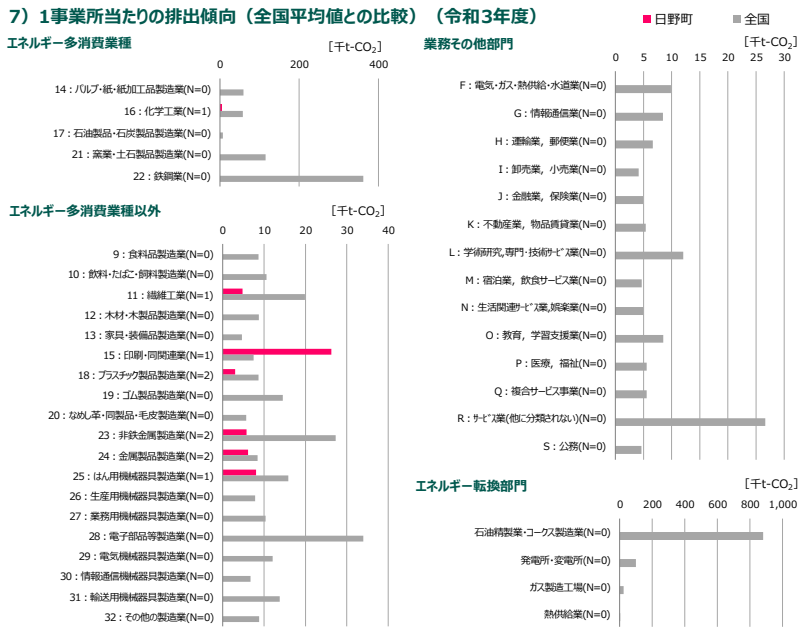 7）1事業所当たりの排出傾向（全国平均値との比較）（令和3年度）
■日野町 ■全国
エネルギー多消費業種
[千t-CO₂]
0 200 400
14：パルプ・紙・紙加工品製造業(N=0)
16：化学工業(N=1)
17：石油製品・石炭製品製造業(N=0)
21：窯業・土石製品製造業(N=0)
22：鉄鋼業(N=0)
エネルギー多消費業種以外
[千t-CO₂]
0 10 20 30 40
9：食料品製造業(N=0)
10：飲料・たばこ・飼料製造業(N=0)
11：繊維工業(N=1)
12：木材・木製品製造業(N=0)
13：家具・装備品製造業(N=0)
15：印刷・同関連業(N=1)
18：プラスチック製品製造業(N=2)
19：ゴム製品製造業(N=0)
20：なめし革・同製品・毛皮製造業(N=0)
23：非鉄金属製造業(N=2)
24：金属製品製造業(N=2)
25：はん用機械器具製造業(N=1)
26：生産用機械器具製造業(N=0)
27：業務用機械器具製造業(N=0)
28：電子部品等製造業(N=0)
29：電気機械器具製造業(N=0)
30：情報通信機械器具製造業(N=0)
31：輸送用機械器具製造業(N=0)
32：その他の製造業(N=0)
業務その他部門
[千t-CO₂]
0 5 10 15 20 25 30
F：電気・ガス・熱供給・水道業(N=0)
G：情報通信業(N=0)
H：運輸業，郵便業(N=0)
I：卸売業，小売業(N=0)
J：金融業，保険業(N=0)
K：不動産業，物品賃貸業(N=0)
L：学術研究,専門・技術ｻｰﾋﾞｽ業(N=0)
M：宿泊業，飲食サービス業(N=0)
N：生活関連ｻｰﾋﾞｽ業,娯楽業(N=0)
O：教育，学習支援業(N=0)
P：医療，福祉(N=0)
Q：複合サービス事業(N=0)
R：ｻｰﾋﾞｽ業(他に分類されない)(N=0)
S：公務(N=0)
エネルギー転換部門
[千t-CO₂]
0 200 400 600 800 1,000
石油精製業・コークス製造業(N=0)
発電所・変電所(N=0)
ガス製造工場(N=0)
熱供給業(N=0)